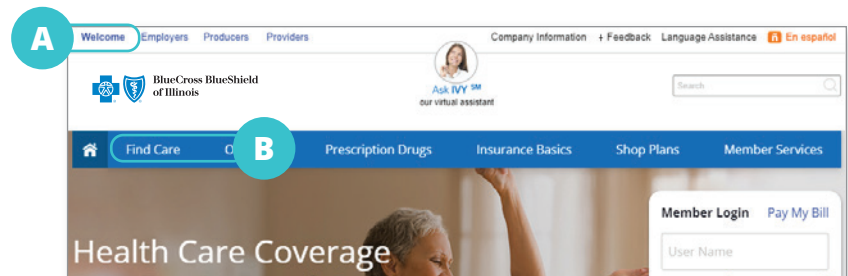 A
Welcome Employers Producers Providers
Company Information + Feedback Language Assistance ñ En español
BlueCross BlueShield
of Illinois
Ask IVY SM
our virtual assistant
Search
Find Care
B
Prescription Drugs Insurance Basics Shop Plans Member Services
Health Care Coverage
Member Login Pay My Bill
User Name